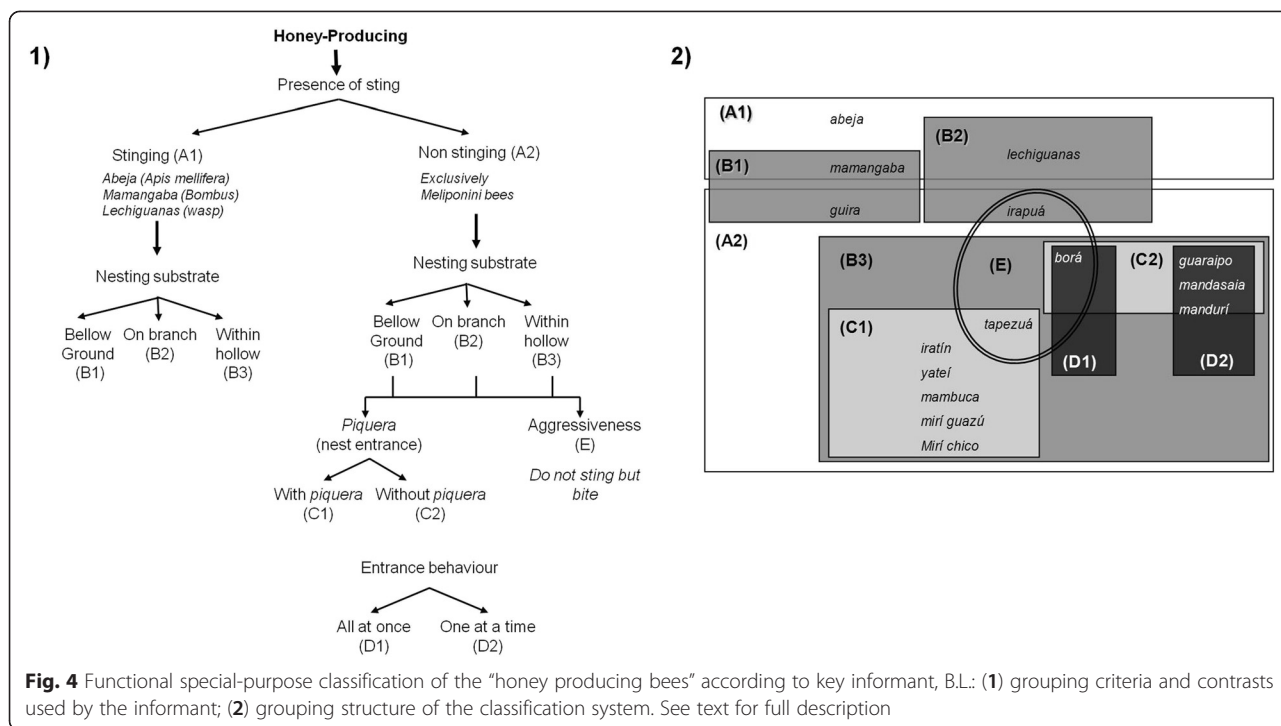 1)
Honey-Producing
Presence of sting
Stinging (A1)
Abeja (Apis mellifera)
Mamangaba (Bombus)
Lechiguanas (wasp)
Non stinging (A2)
Exclusively
Meliponini bees
Nesting substrate
Nesting substrate
Bellow
Ground
(B1)
On branch
(B2)
Within
hollow
(B3)
Bellow
Ground
(B1)
On branch
(B2)
Within
hollow
(B3)
Piquera
(nest entrance)
Aggressiveness
(E)
Do not sting but
bite
With piquera
(C1)
Without piquera
(C2)
Entrance behaviour
All at once
(D1)
One at a time
(D2)
2)
(A1)
abeja
(B2)
lechiguanas
(B1)
mamangaba
guira
irapuá
(A2)
(B3)
(E)
borá
(C2)
guaraipo
mandasaia
mandurí
(C1)
tapezuá
iratín
yateí
mambuca
mirí guazú
Mirí chico
(D1)
(D2)
Fig. 4 Functional special-purpose classification of the “honey producing bees” according to key informant, B.L.: (1) grouping criteria and contrasts
used by the informant; (2) grouping structure of the classification system. See text for full description